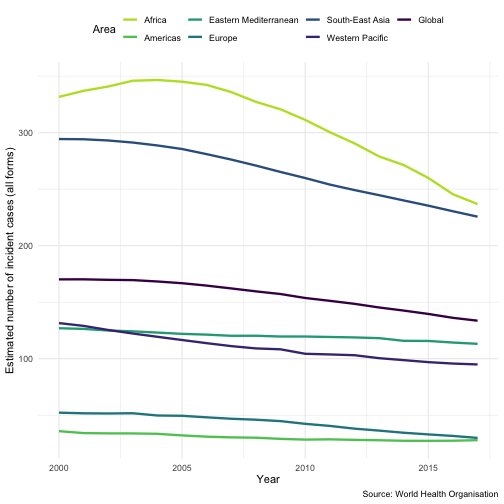 Area
Africa
Eastern Mediterranean
South-East Asia
Global
Americas
Europe
Western Pacific
Estimated number of incident cases (all forms)
300
200
100
2000
2005
2010
2015
Year
Source: World Health Organisation